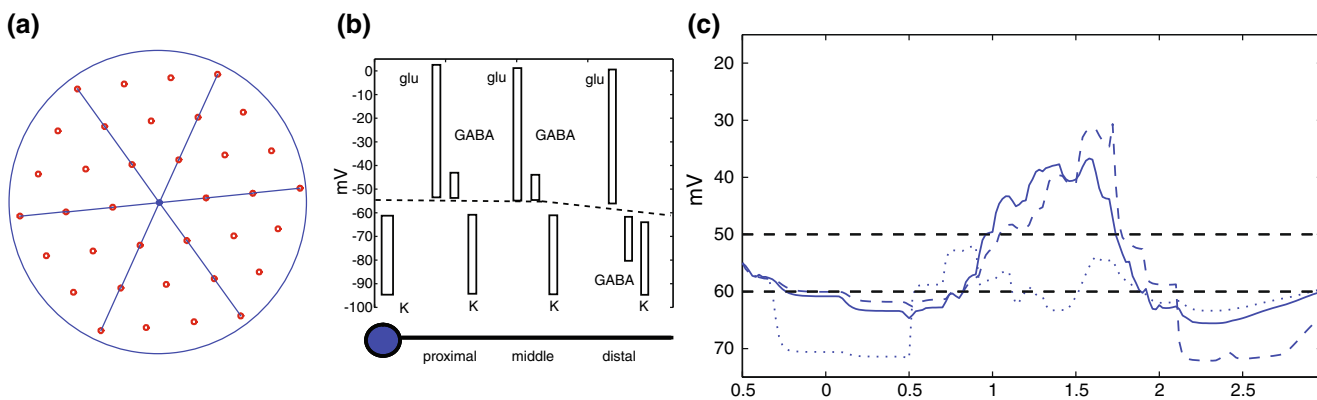 (a)
(b)
(c)
0
-10
-20
-30
-40
-50
-60
-70
-80
-90
-100
mV
glu
glu
glu
GABA
GABA
GABA
K
K
K
K
proximal
middle
distal
20
30
40
50
60
70
mV
0.5
0
0.5
1
1.5
2
2.5